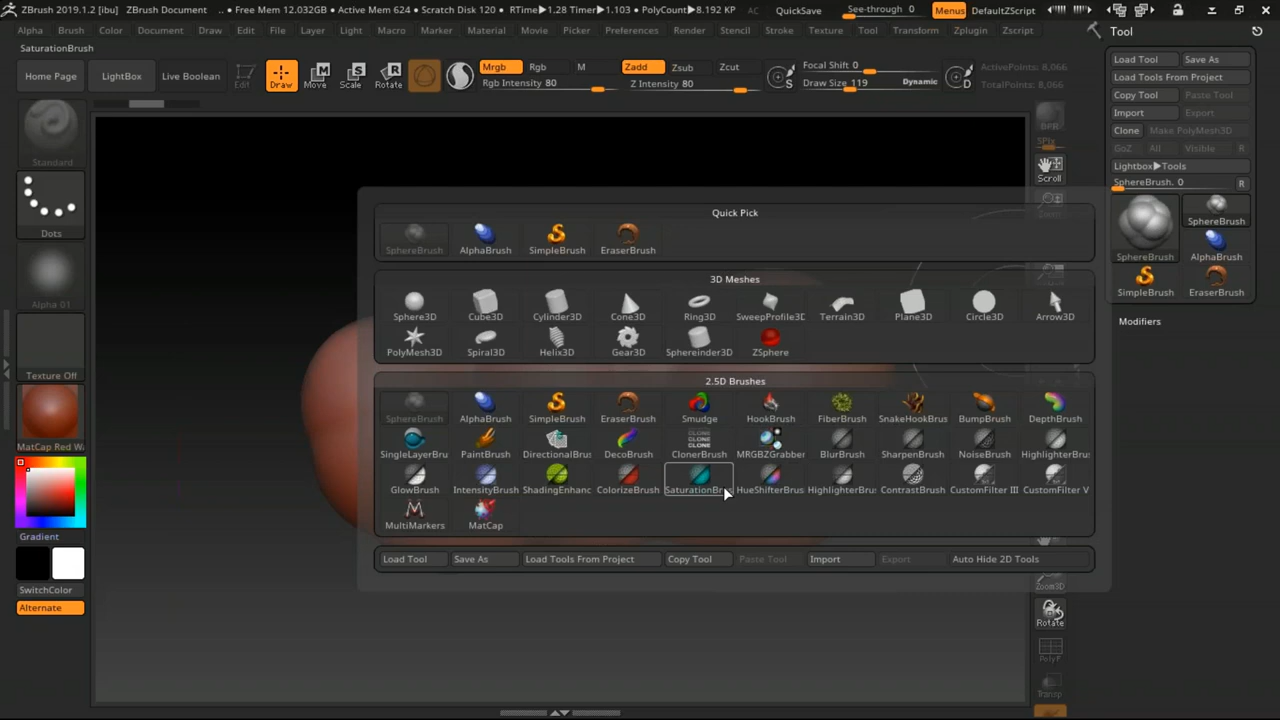 ZBrush 2019.1.2 [ibu] ZBrush Document .. • Free Mem 12.032GB • Active Mem 624 • Scratch Disk 120 • RTime▸1.28 Timer▸1.103 • PolyCount▸8.192 KP AC QuickSave See-through 0 Menus DefaultZScript
Alpha Brush Color Document Draw Edit File Layer Light Macro Marker Material Movie Picker Preferences Render Stencil Stroke Texture Tool Transform Zplugin Zscript
Tool
SaturationBrush
Home Page LightBox Live Boolean Edit Draw Move Scale Rotate
Mrgb Rgb M
Rgb Intensity 80
Zadd Zsub Zcut
Z Intensity 80
S
Focal Shift 0
Draw Size 119 Dynamic
D
ActivePoints: 8,066
TotalPoints: 8,066
Load Tool Save As
Load Tools From Project
Copy Tool Paste Tool
Import Export
Clone Make PolyMesh3D
GoZ All Visible R
Lightbox▸Tools
SphereBrush. 0 R
SphereBrush SphereBrush
AlphaBrush
SimpleBrush EraserBrush
Modifiers
Standard
Dots
Alpha 01
Texture Off
MatCap Red W
Gradient
SwitchColor
Alternate
BPR
SPix
Scroll
Zoom3D
Rotate
PolyF
Transp
Quick Pick
SphereBrush AlphaBrush SimpleBrush EraserBrush
3D Meshes
Sphere3D Cube3D Cylinder3D Cone3D Ring3D SweepProfile3D Terrain3D Plane3D Circle3D Arrow3D
PolyMesh3D Spiral3D Helix3D Gear3D Sphereinder3D ZSphere
2.5D Brushes
SphereBrush AlphaBrush SimpleBrush EraserBrush Smudge HookBrush FiberBrush SnakeHookBrus BumpBrush DepthBrush
SingleLayerBru PaintBrush DirectionalBrus DecoBrush ClonerBrush MRGBZGrabber BlurBrush SharpenBrush NoiseBrush HighlighterBrus
CLONE
CLONE
CLONE
GlowBrush IntensityBrush ShadingEnhanc ColorizeBrush SaturationBrus HueShifterBrus HighlighterBrus ContrastBrush CustomFilter III CustomFilter V
MultiMarkers MatCap
Load Tool Save As Load Tools From Project Copy Tool Paste Tool Import Export Auto Hide 2D Tools